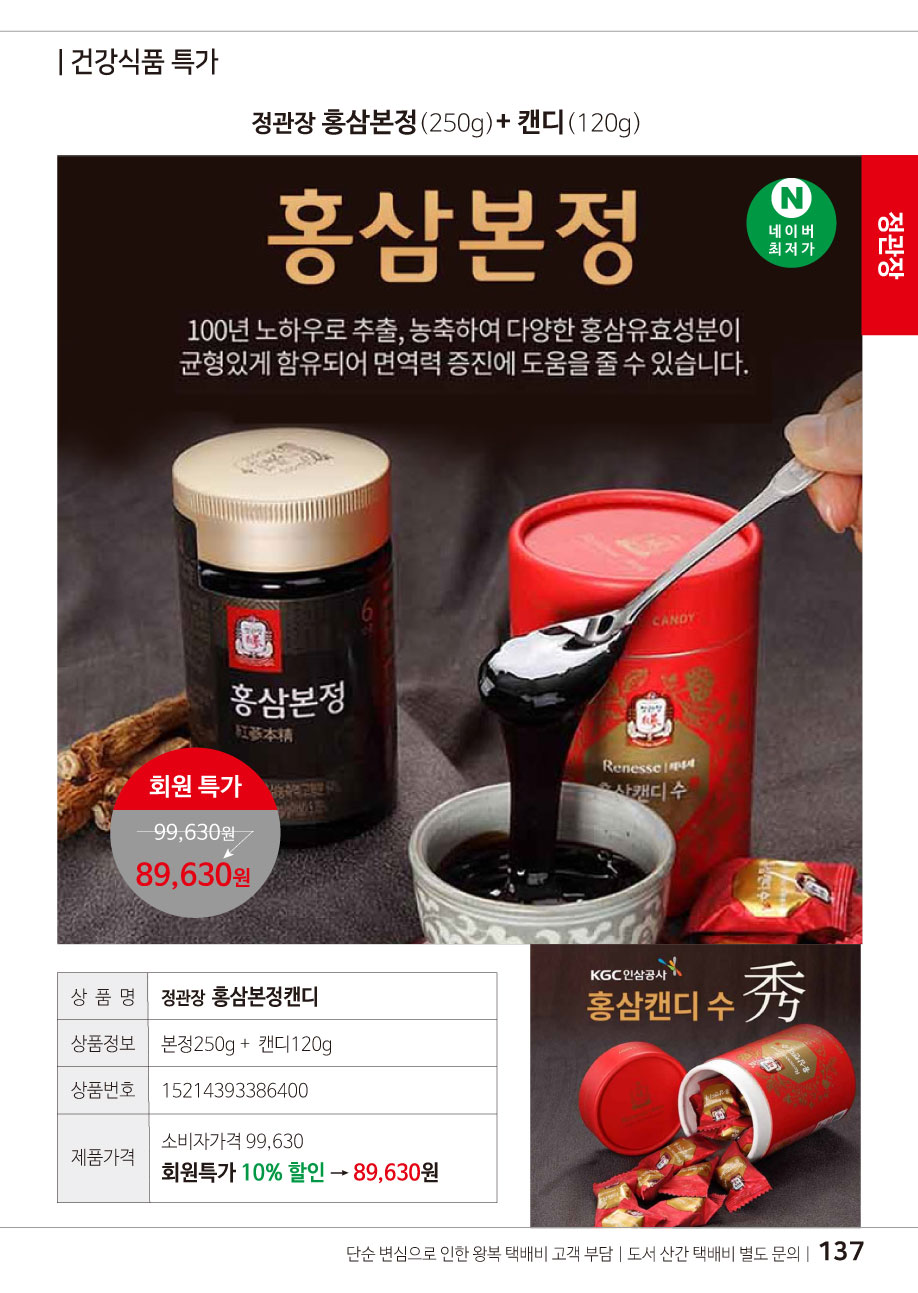 | 건강식품 특가
정관장 홍삼본정(250g)+ 캔디(120g)
홍삼본정
N
네이버
최저가
정관장
100년 노하우로 추출, 농축하여 다양한 홍삼유효성분이
균형있게 함유되어 면역력 증진에 도움을 줄 수 있습니다.
CANDY
정관장
홍삼본정
紅蔘本精
정관장
Renesse | 레네세
홍삼캔디 수
회원 특가
99,630원
89,630원
상 품 명 정관장 홍삼본정캔디
상품정보 본정250g + 캔디120g
상품번호 15214393386400
제품가격 소비자가격 99,630
회원특가 10% 할인 → 89,630원
KGC인삼공사
홍삼캔디 수 秀
단순 변심으로 인한 왕복 택배비 고객 부담 | 도서 산간 택배비 별도 문의 | 137